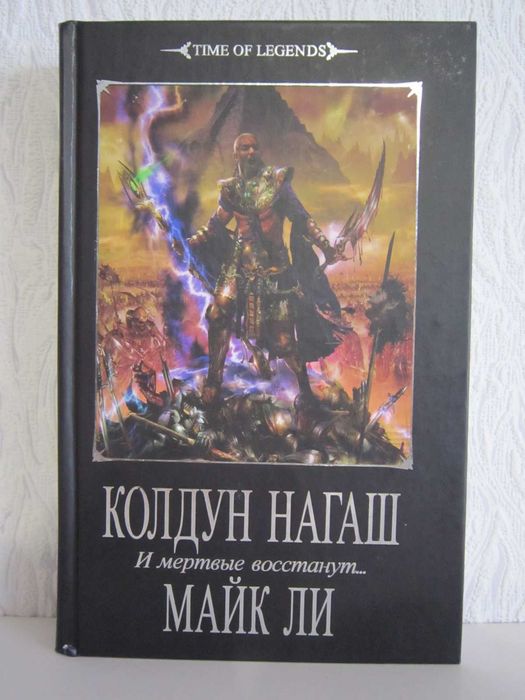 TIME OF LEGENDS
КОЛДУН НАГАШ
И мертвые восстанут...
МАЙК ЛИ